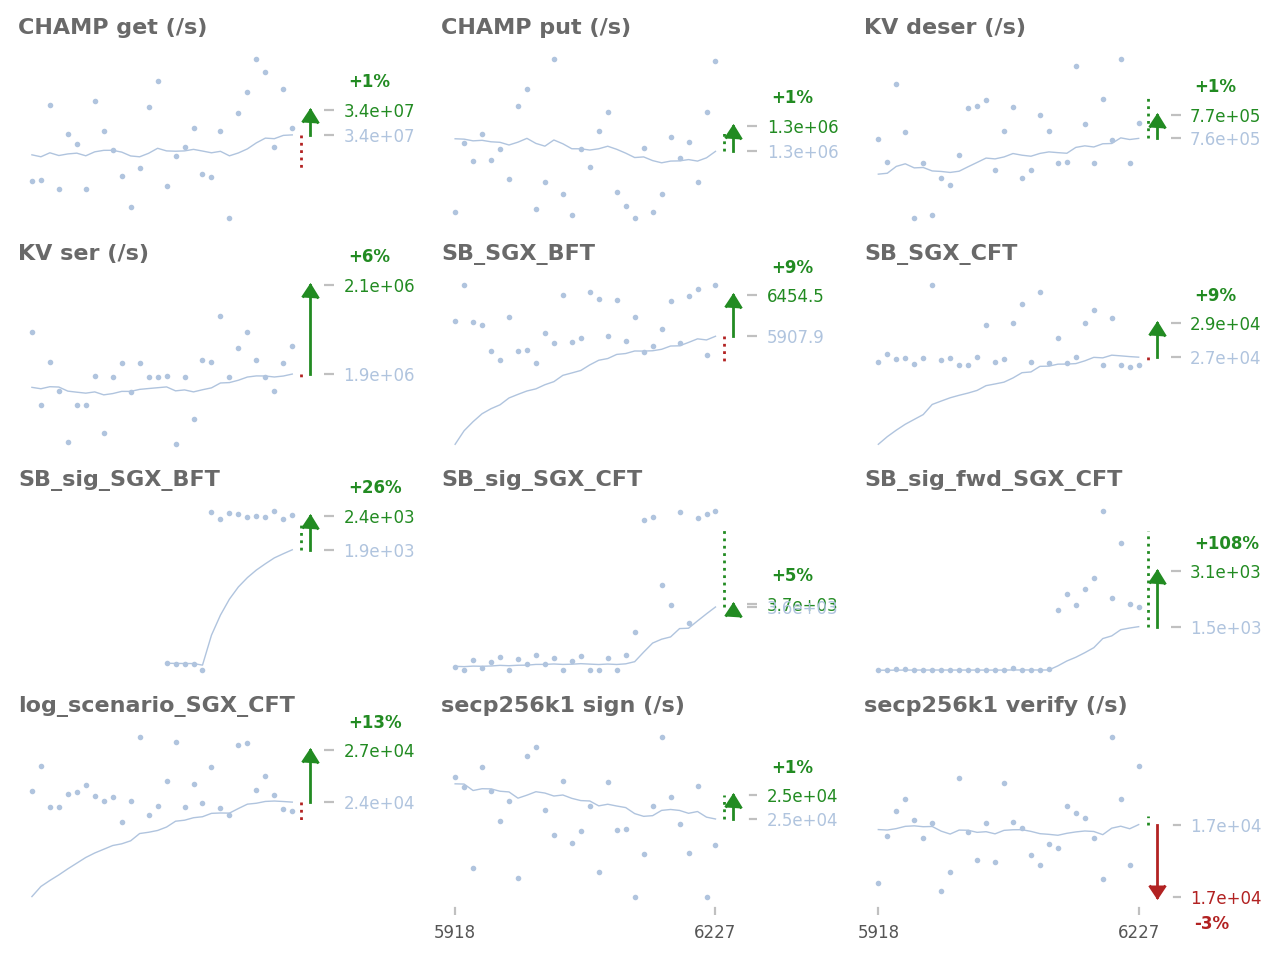 CHAMP get (/s)
+1%
3.4e+07
3.4e+07
CHAMP put (/s)
+1%
1.3e+06
1.3e+06
KV deser (/s)
+1%
7.7e+05
7.6e+05
KV ser (/s)
+6%
2.1e+06
1.9e+06
SB_SGX_BFT
+9%
6454.5
5907.9
SB_SGX_CFT
+9%
2.9e+04
2.7e+04
SB_sig_SGX_BFT
+26%
2.4e+03
1.9e+03
SB_sig_SGX_CFT
+5%
3.7e+03
3.6e+03
SB_sig_fwd_SGX_CFT
+108%
3.1e+03
1.5e+03
log_scenario_SGX_CFT
+13%
2.7e+04
2.4e+04
secp256k1 sign (/s)
+1%
2.5e+04
2.5e+04
5918 6227
secp256k1 verify (/s)
1.7e+04
1.7e+04
-3%
5918 6227